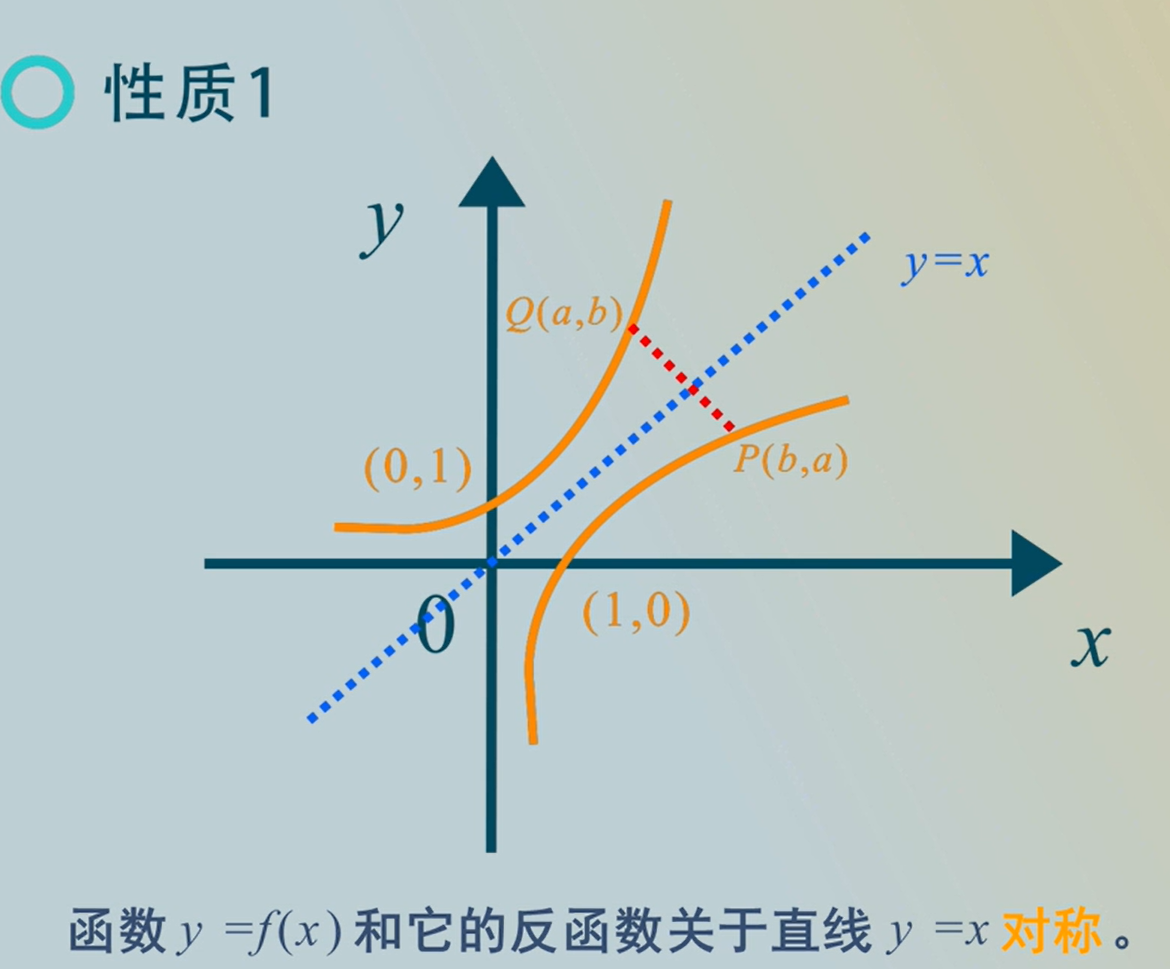 性质1
y
y=x
Q(a,b)
(0,1)
P(b,a)
0
(1,0)
x
函数 y =f(x) 和它的反函数关于直线 y =x 对称。